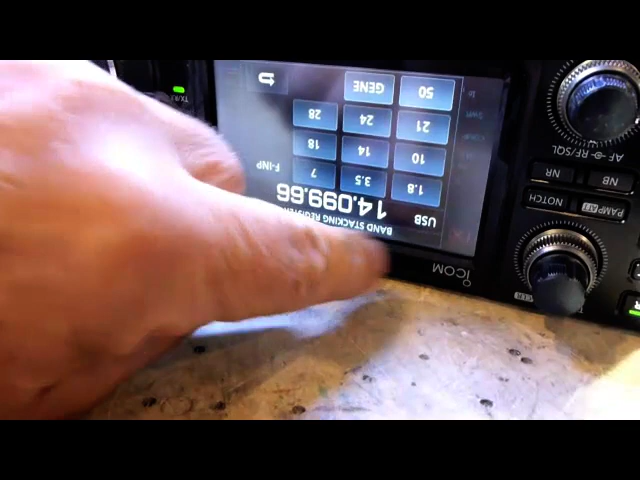 ICOM
BAND STACKING REGISTER
USB 14.099.66
1.8 3.5 7 F-INP
10 14 18
21 24 28
50 GENE
P.AMP ATT NOTCH
NB NR
AF RF/SQL